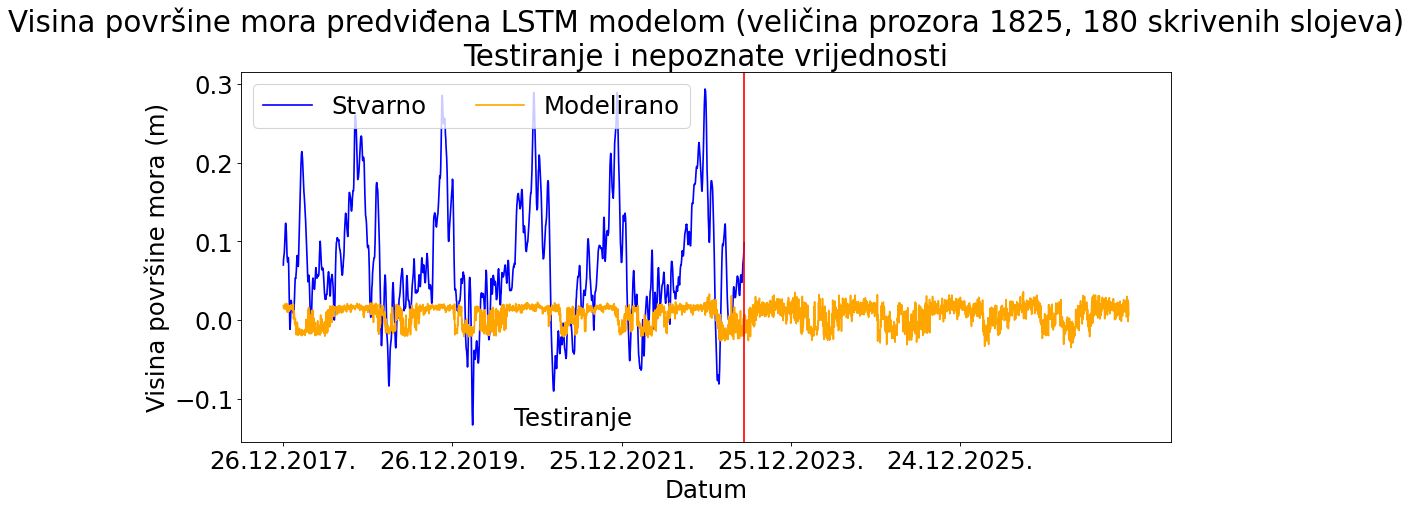 Visina površine mora predviđena LSTM modelom (veličina prozora 1825, 180 skrivenih slojeva)
Testiranje i nepoznate vrijednosti
Stvarno
Modelirano
Visina površine mora (m)
0.3
0.2
0.1
0.0
−0.1
Testiranje
26.12.2017.
26.12.2019.
25.12.2021.
25.12.2023.
24.12.2025.
Datum